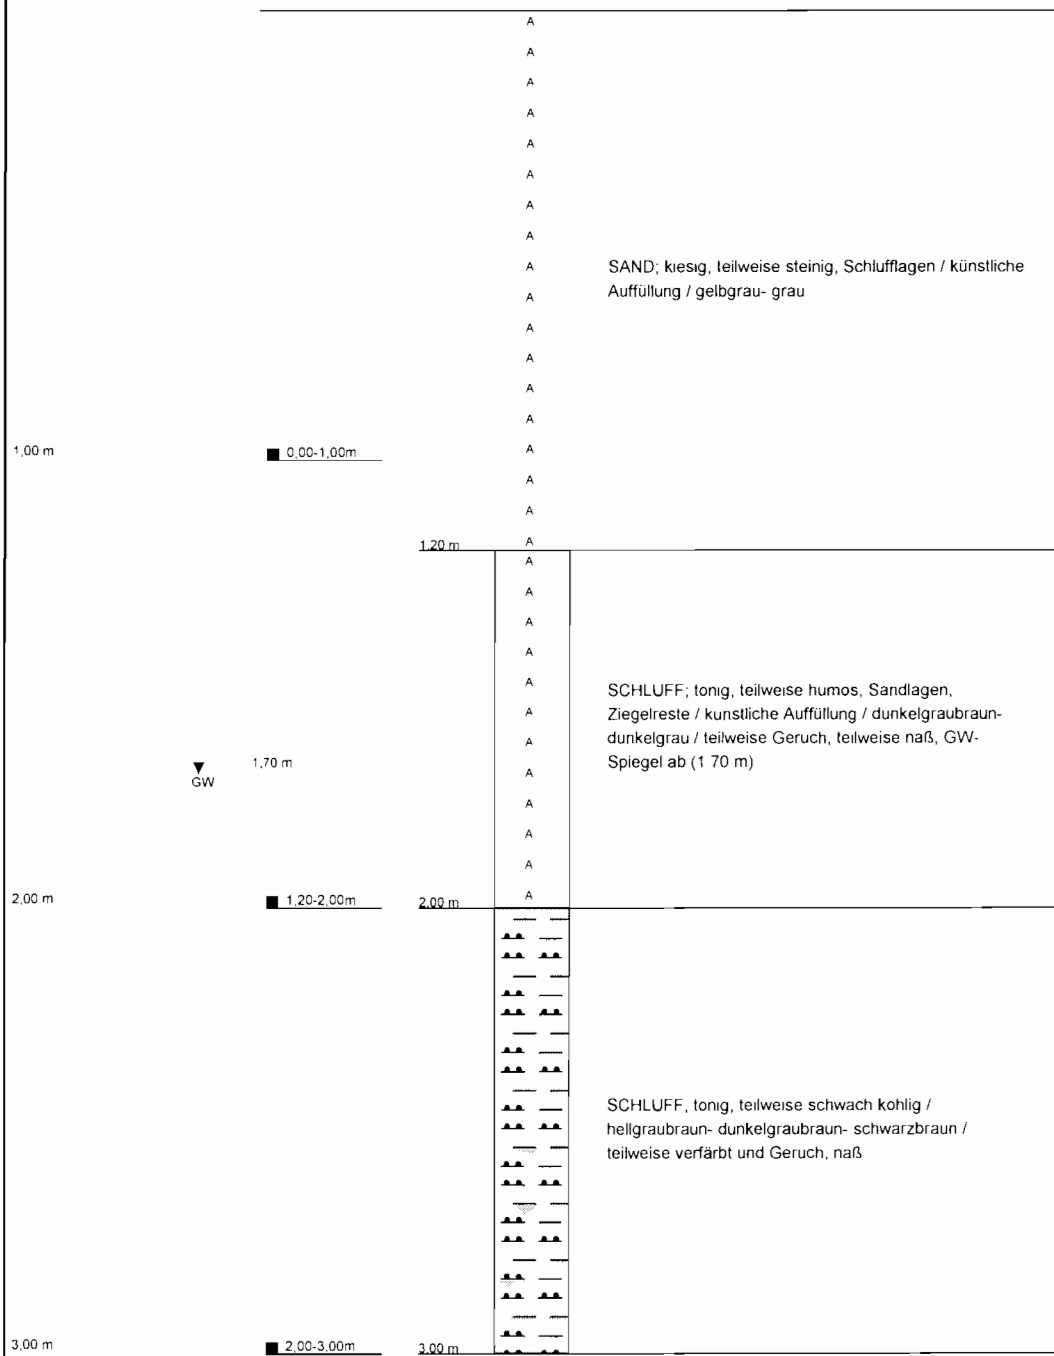 A
A
A
A
A
A
A
A
A
SAND; kiesig, teilweise steinig, Schlufflagen / künstliche
Auffüllung / gelbgrau- grau
A
A
A
A
A
1,00 m
0,00-1,00m
A
A
A
1,20 m
A
A
A
A
A
A
SCHLUFF; tonig, teilweise humos, Sandlagen,
Ziegelreste / kunstliche Auffüllung / dunkelgraubraun-
dunkelgrau / teilweise Geruch, teilweise naß, GW-
Spiegel ab (1 70 m)
A
A
1,70 m
GW
A
A
A
A
2,00 m
1,20-2,00m
2,00 m
A
SCHLUFF, tonig, teilweise schwach kohlig /
hellgraubraun- dunkelgraubraun- schwarzbraun /
teilweise verfärbt und Geruch, naß
3,00 m
2,00-3,00m
3,00 m